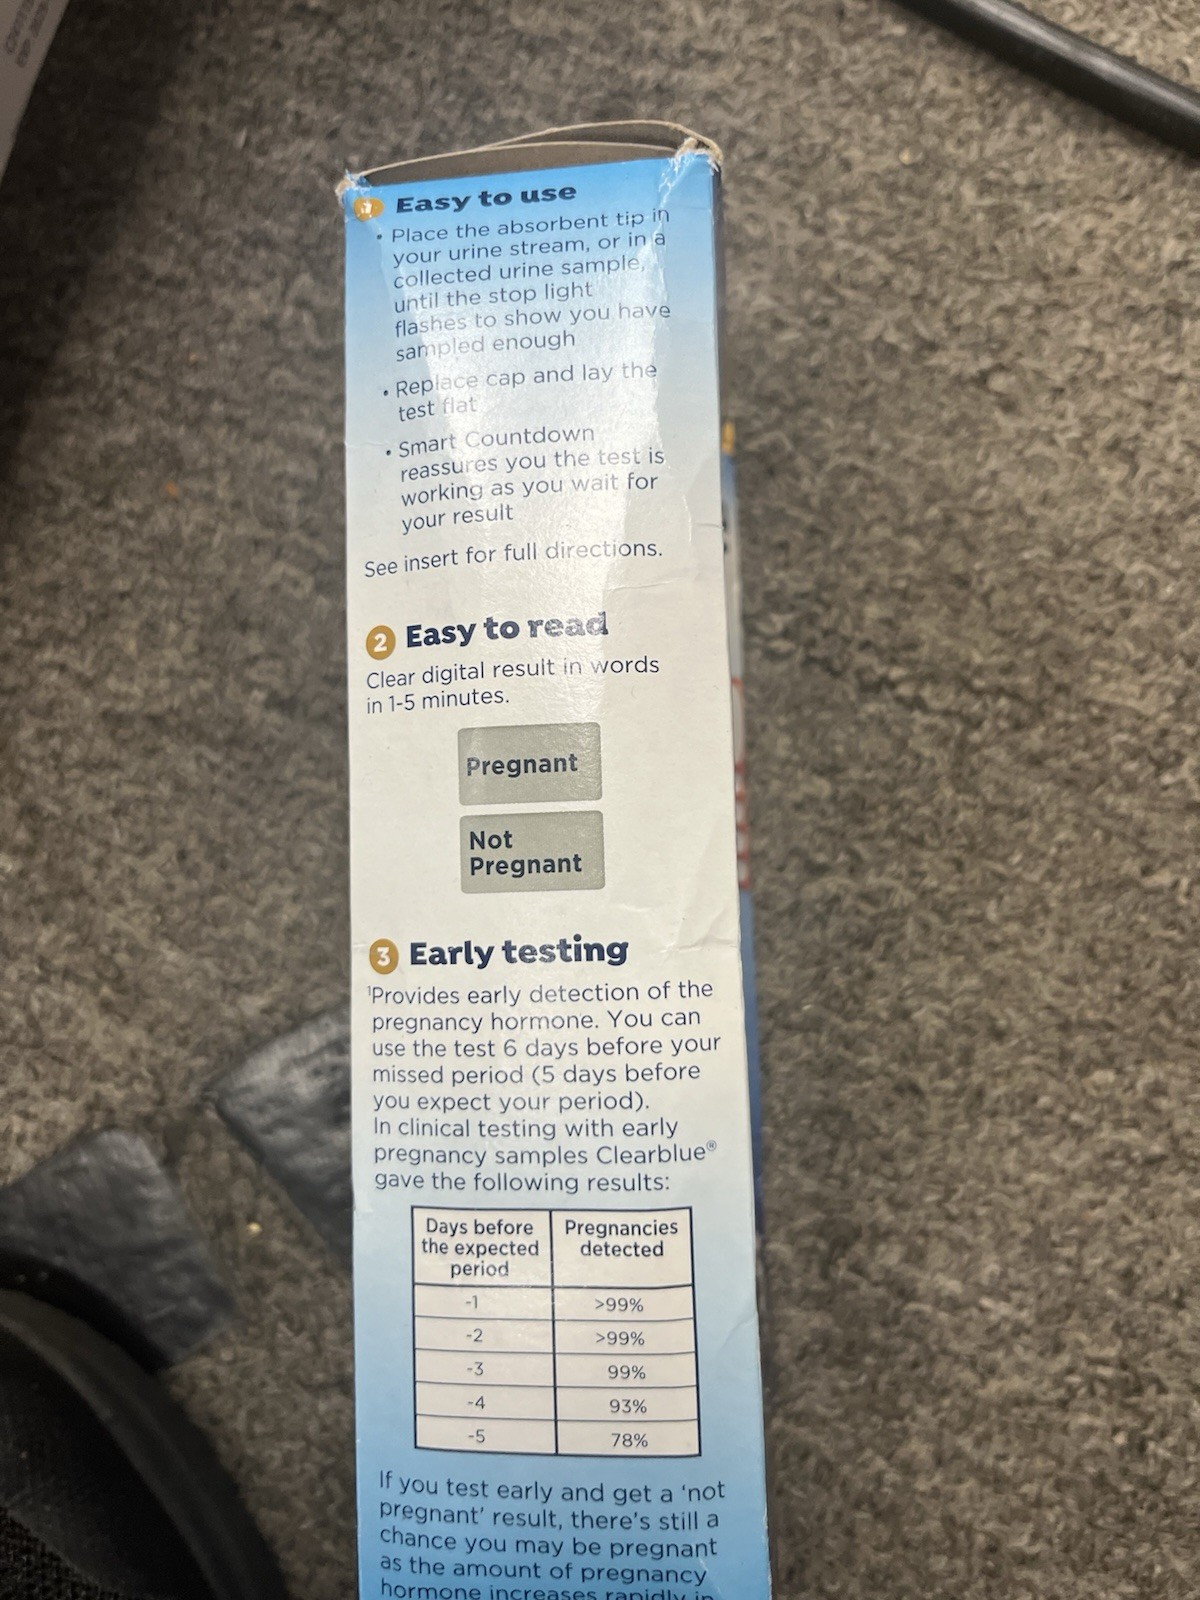 1 Easy to use
• Place the absorbent tip in
your urine stream, or in a
collected urine sample,
until the stop light
flashes to show you have
sampled enough
• Replace cap and lay the
test flat
• Smart Countdown
reassures you the test is
working as you wait for
your result
See insert for full directions.
2 Easy to read
Clear digital result in words
in 1-5 minutes.
Pregnant
Not
Pregnant
3 Early testing
¹Provides early detection of the
pregnancy hormone. You can
use the test 6 days before your
missed period (5 days before
you expect your period).
In clinical testing with early
pregnancy samples Clearblue®
gave the following results:
Days before
the expected
period
Pregnancies
detected
-1 >99%
-2 >99%
-3 99%
-4 93%
-5 78%
If you test early and get a 'not
pregnant' result, there's still a
chance you may be pregnant
as the amount of pregnancy
hormone increases rapidly in